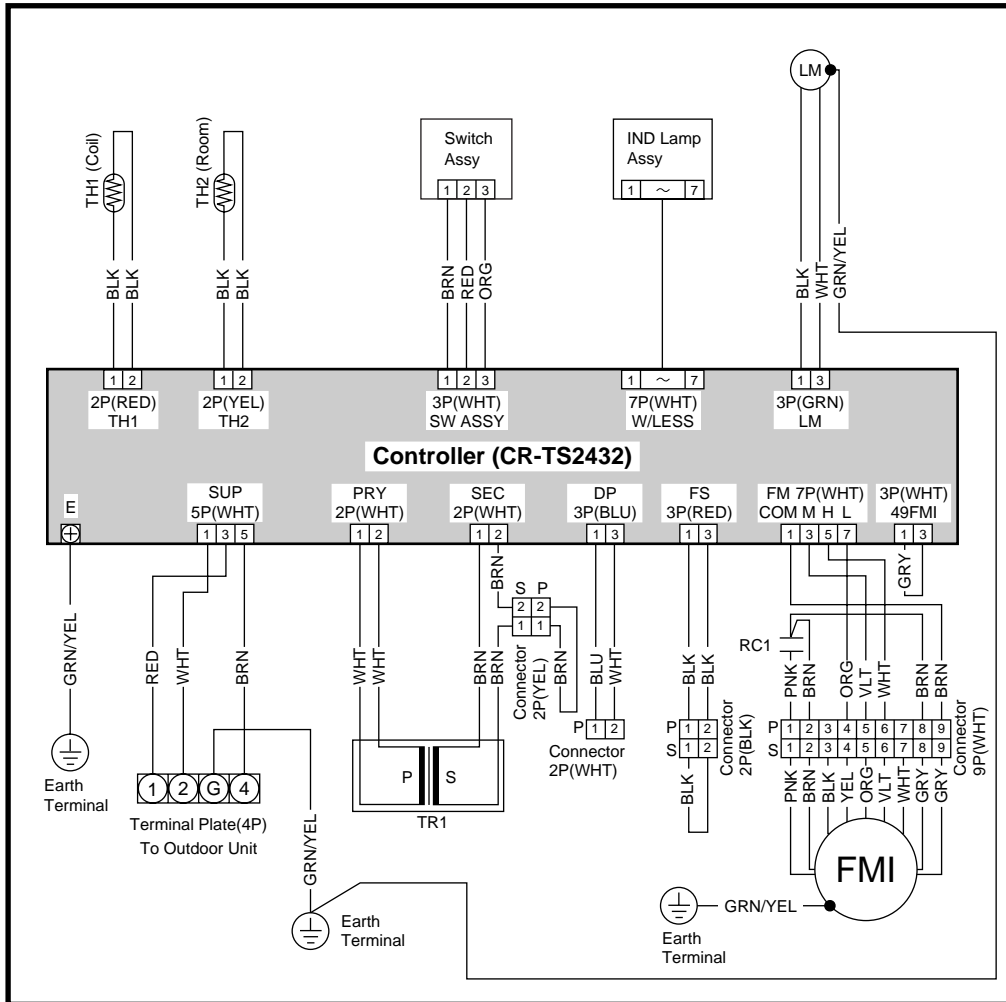 LM
TH1 (Coil)
TH2 (Room)
Switch
Assy
1 2 3
IND Lamp
Assy
1 ~ 7
BLK
BLK
BLK
BLK
BRN
RED
ORG
BLK
WHT
GRN/YEL
1 2
2P(RED)
TH1
1 2
2P(YEL)
TH2
1 2 3
3P(WHT)
SW ASSY
1 ~ 7
7P(WHT)
W/LESS
1 3
3P(GRN)
LM
Controller (CR-TS2432)
E
SUP
5P(WHT)
1 3 5
PRY
2P(WHT)
1 2
SEC
2P(WHT)
1 2
DP
3P(BLU)
1 3
FS
3P(RED)
1 3
FM 7P(WHT)
COM M H L
1 3 5 7
3P(WHT)
49FMI
1 3
GRY
GRN/YEL
RED
WHT
BRN
WHT
WHT
BRN
BRN
BRN
S P
2 2
1 1
Connector
2P(YEL)
BRN
BLU
WHT
P 1 2
Connector
2P(WHT)
BLK
BLK
P 1 2
S 1 2
Connector
2P(BLK)
BLK
RC1
PNK
BRN
ORG
VLT
WHT
BRN
BRN
P 1 2 3 4 5 6 7 8 9
S 1 2 3 4 5 6 7 8 9
Connector
9P(WHT)
PNK
BRN
BLK
YEL
ORG
VLT
WHT
GRY
GRY
FMI
Earth
Terminal
1 2 G 4
Terminal Plate(4P)
To Outdoor Unit
GRN/YEL
P S
TR1
Earth
Terminal
GRN/YEL
Earth
Terminal